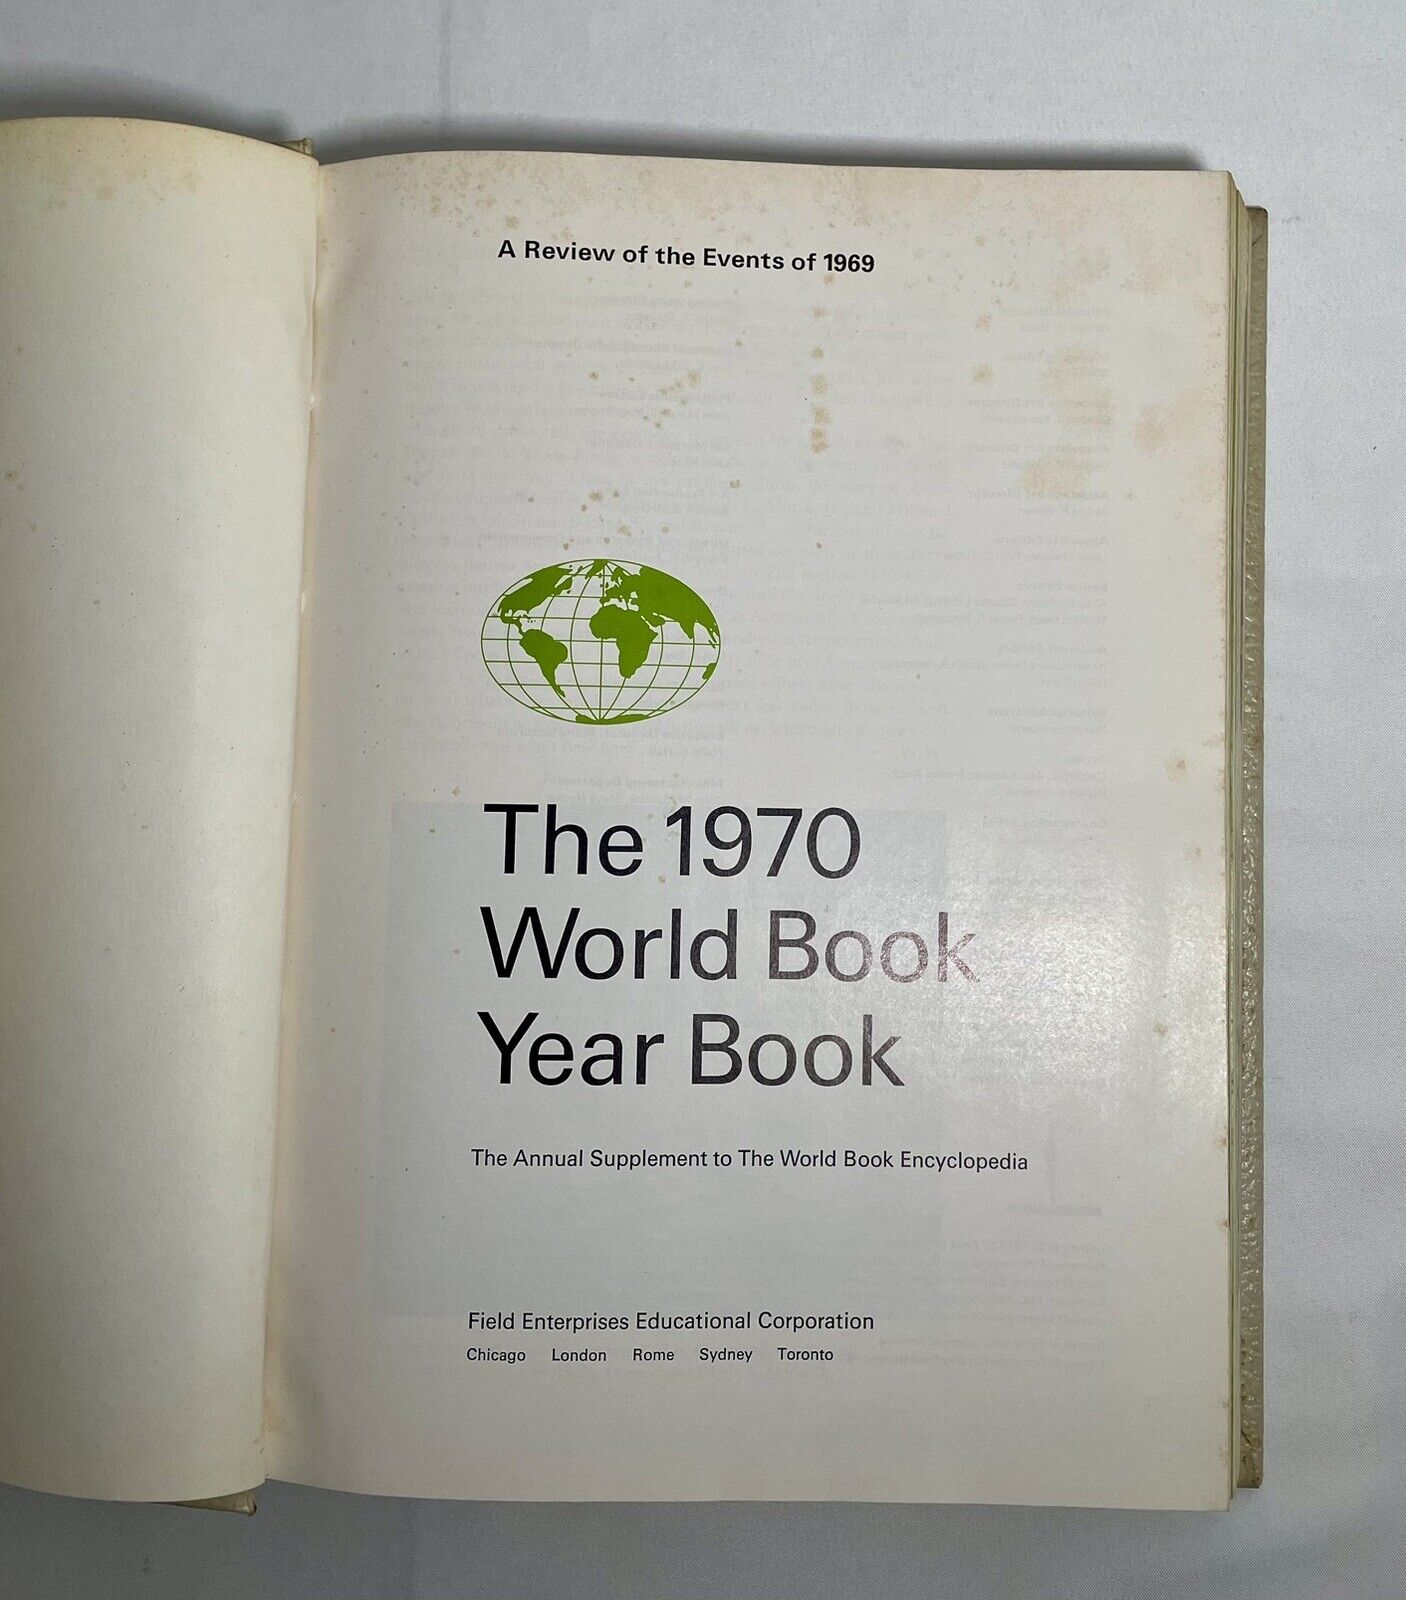 A Review of the Events of 1969
The 1970
World Book
Year Book
The Annual Supplement to The World Book Encyclopedia
Field Enterprises Educational Corporation
Chicago London Rome Sydney Toronto